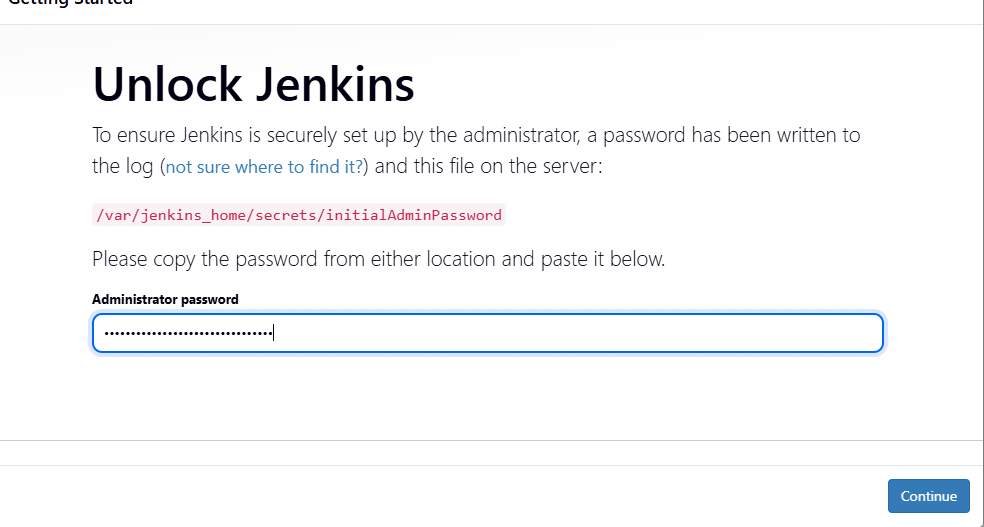 Getting Started
Unlock Jenkins
To ensure Jenkins is securely set up by the administrator, a password has been written to
the log (not sure where to find it?) and this file on the server:
/var/jenkins_home/secrets/initialAdminPassword
Please copy the password from either location and paste it below.
Administrator password
••••••••••••••••••••••••••••••••
Continue